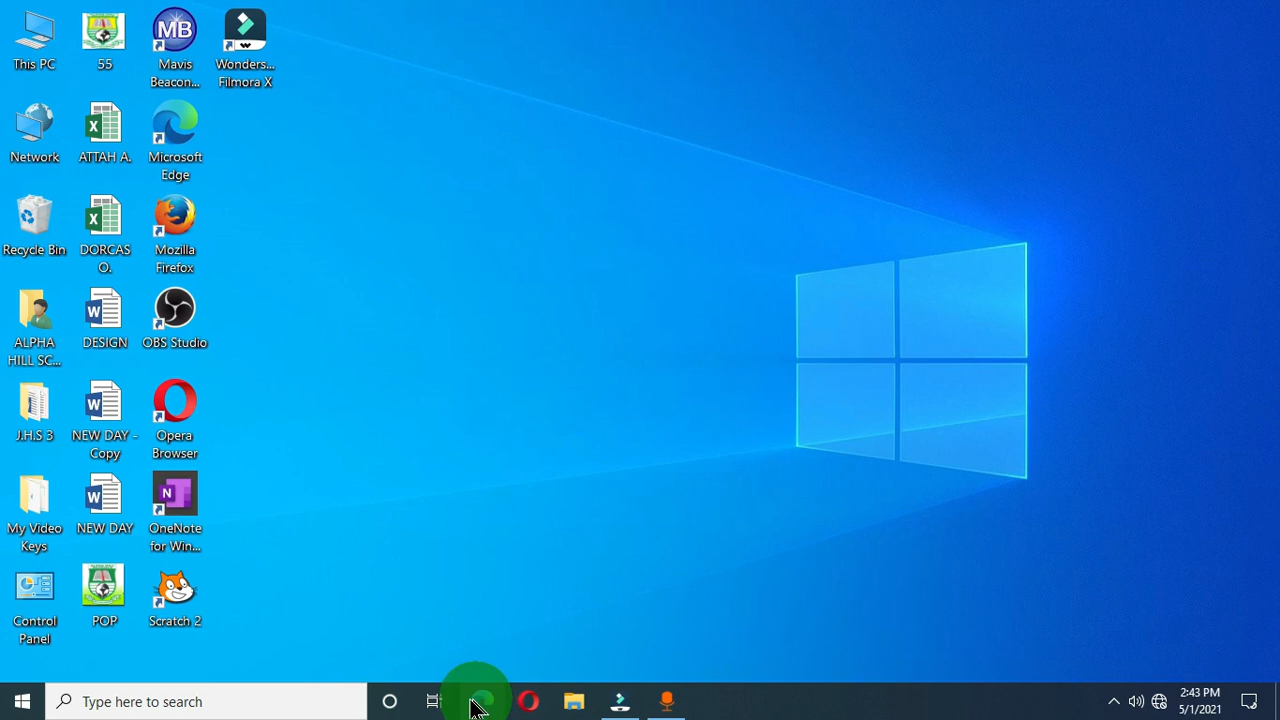 This PC
Network
Recycle Bin
ALPHA
HILL SC...
J.H.S 3
My Video
Keys
Control
Panel
55
ATTAH A.
DORCAS
O.
DESIGN
NEW DAY -
Copy
NEW DAY
POP
MB
Mavis
Beacon...
Microsoft
Edge
Mozilla
Firefox
OBS Studio
Opera
Browser
N
OneNote
for Win...
Scratch 2
Wonders...
Filmora X
Type here to search
2:43 PM
5/1/2021